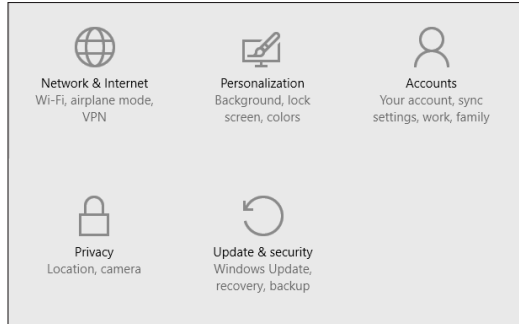 Network & Internet
Wi-Fi, airplane mode,
VPN
Personalization
Background, lock
screen, colors
Accounts
Your account, sync
settings, work, family
Privacy
Location, camera
Update & security
Windows Update,
recovery, backup